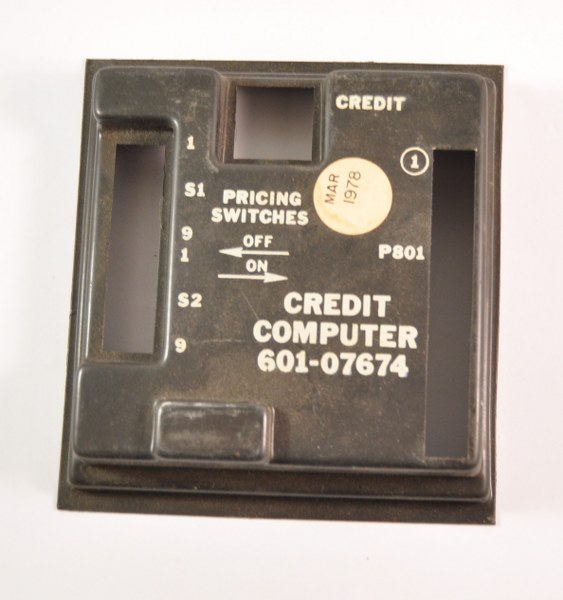 CREDIT
1
1
S1
PRICING
SWITCHES
MAR
1978
9
1
OFF
ON
P801
S2
9
CREDIT
COMPUTER
601-07674